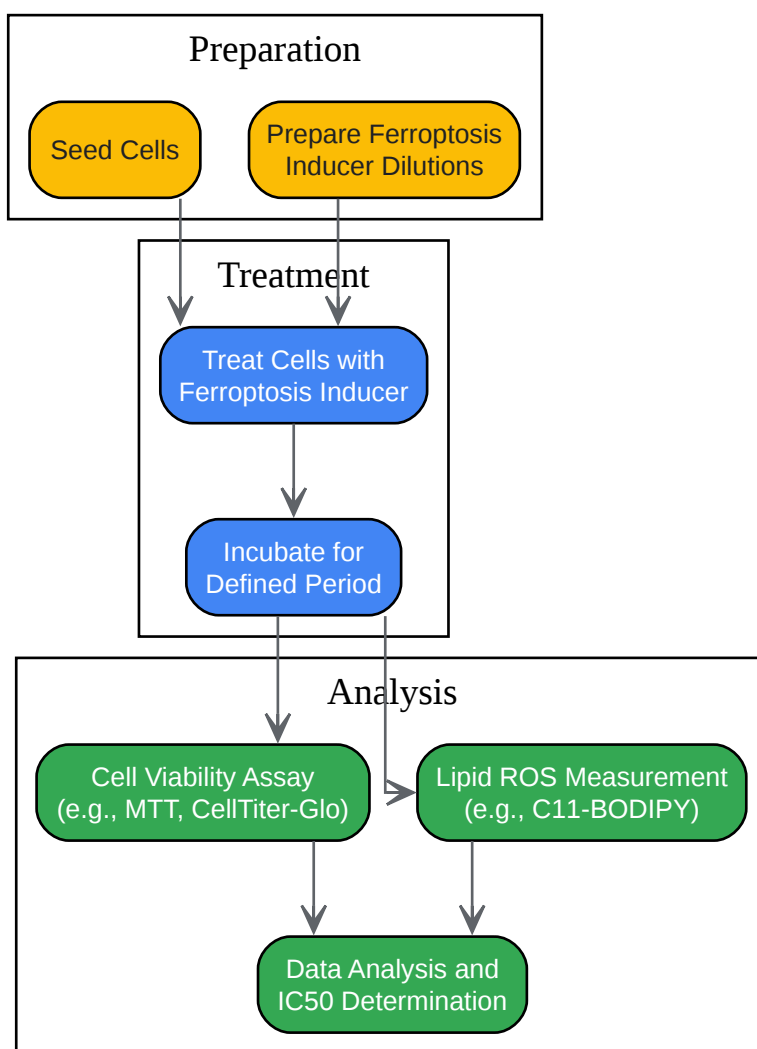 Preparation
Seed Cells
Prepare Ferroptosis
Inducer Dilutions
Treatment
Treat Cells with
Ferroptosis Inducer
Incubate for
Defined Period
Analysis
Cell Viability Assay
(e.g., MTT, CellTiter-Glo)
Lipid ROS Measurement
(e.g., C11-BODIPY)
Data Analysis and
IC50 Determination